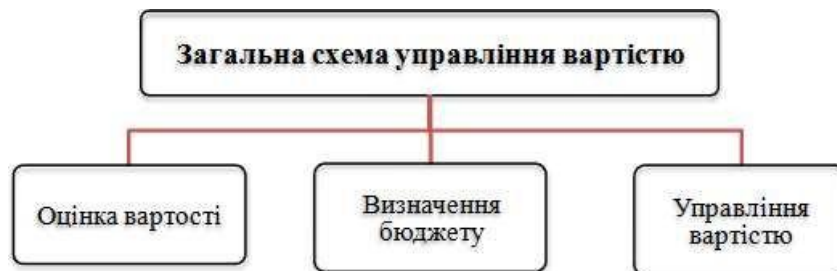 Загальна схема управління вартістю
Оцінка вартості
Визначення
бюджету
Управління
вартістю